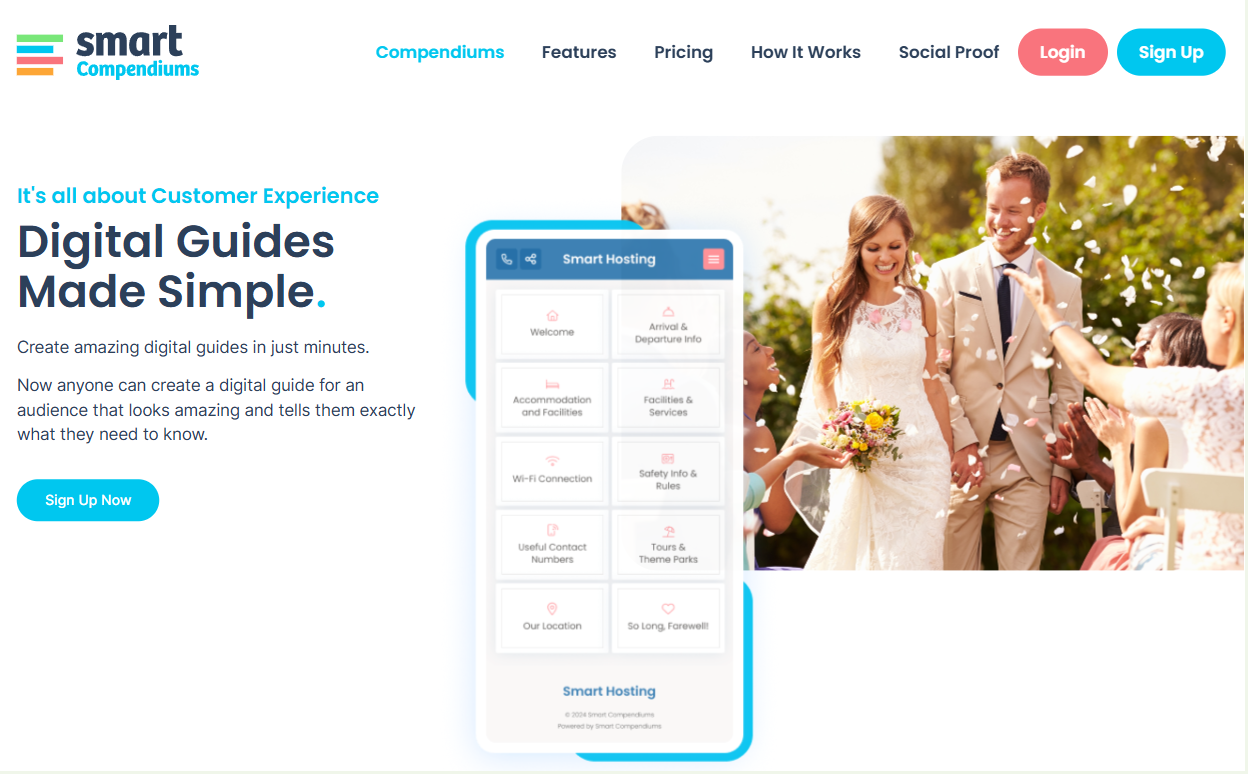 smart
Compendiums
Compendiums
Features
Pricing
How It Works
Social Proof
Login
Sign Up
It's all about Customer Experience
Digital Guides
Made Simple.
Create amazing digital guides in just minutes.
Now anyone can create a digital guide for an
audience that looks amazing and tells them exactly
what they need to know.
Sign Up Now
Smart Hosting
Welcome
Arrival &
Departure Info
Accommodation
and Facilities
Facilities &
Services
Wi-Fi Connection
Safety Info &
Rules
Useful Contact
Numbers
Tours &
Theme Parks
Our Location
So Long, Farewell!
Smart Hosting
© 2024 Smart Compendiums
Powered by Smart Compendiums